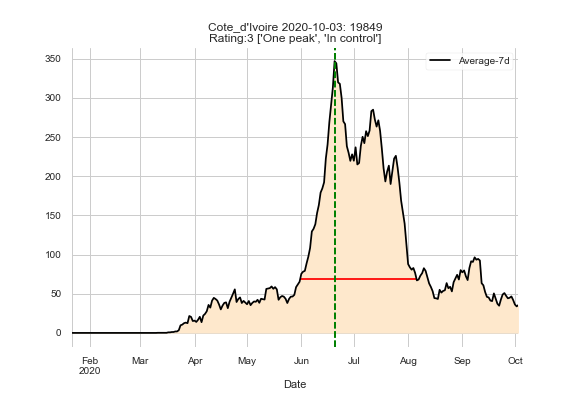 Cote_d'Ivoire 2020-10-03: 19849
Rating:3 ['One peak', 'In control']
Average-7d
350
300
250
200
150
100
50
0
Feb
2020
Mar
Apr
May
Jun
Jul
Aug
Sep
Oct
Date